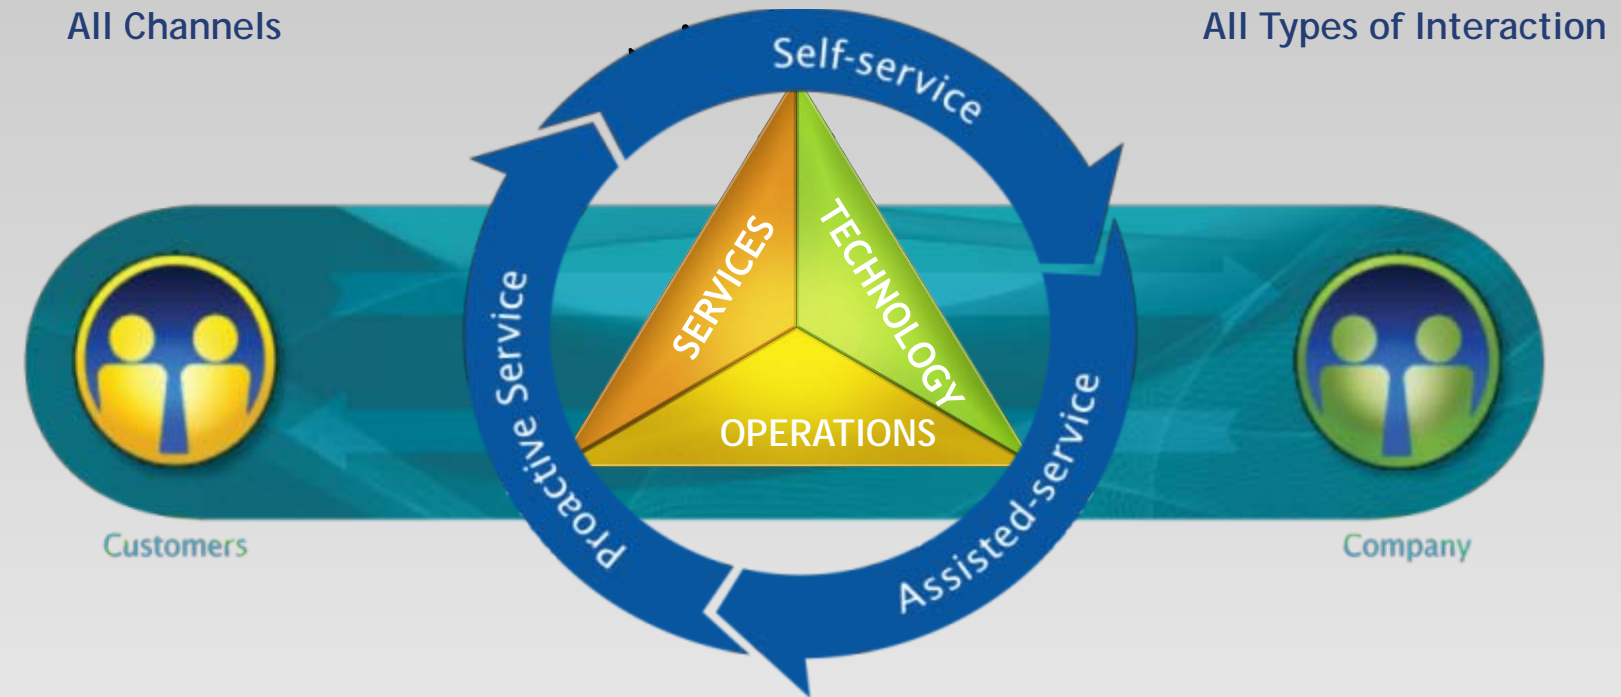 All Channels
All Types of Interaction
Self-service
SERVICES
TECHNOLOGY
OPERATIONS
Proactive Service
Assisted-service
Customers
Company